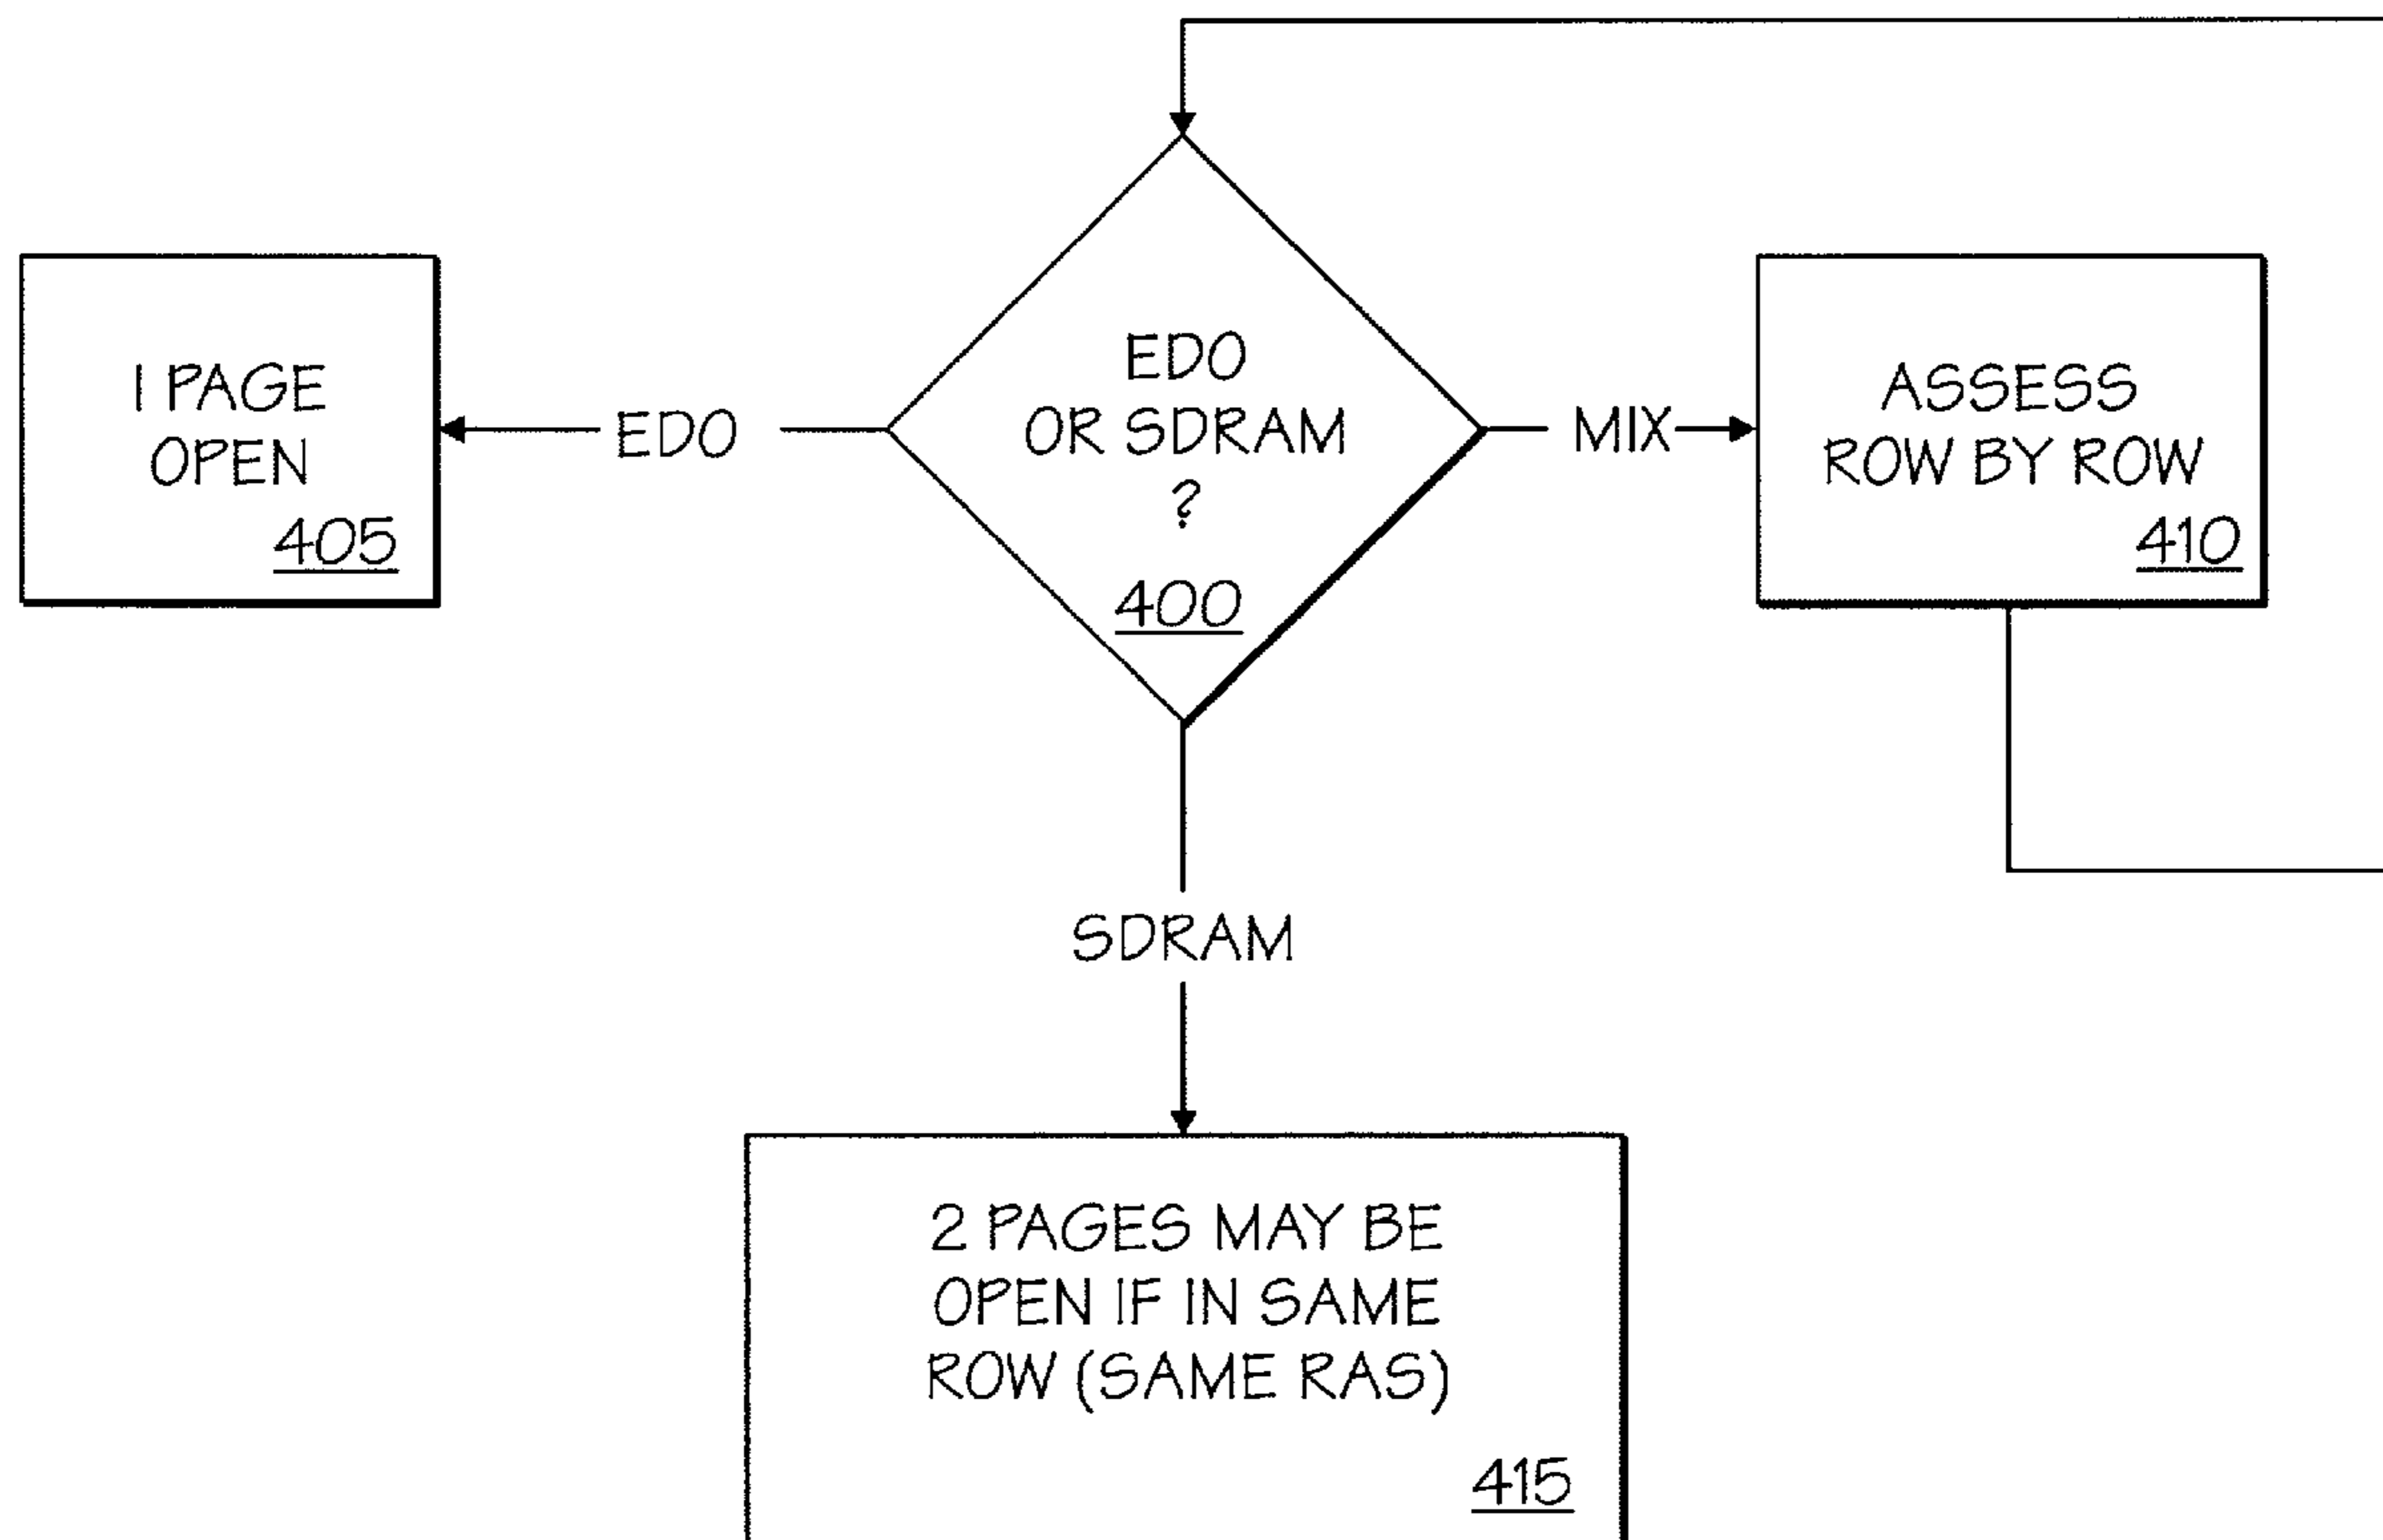 EDO
OR SDRAM
?
400
EDO
1 PAGE
OPEN
405
MIX
ASSESS
ROW BY ROW
410
SDRAM
2 PAGES MAY BE
OPEN IF IN SAME
ROW (SAME RAS)
415